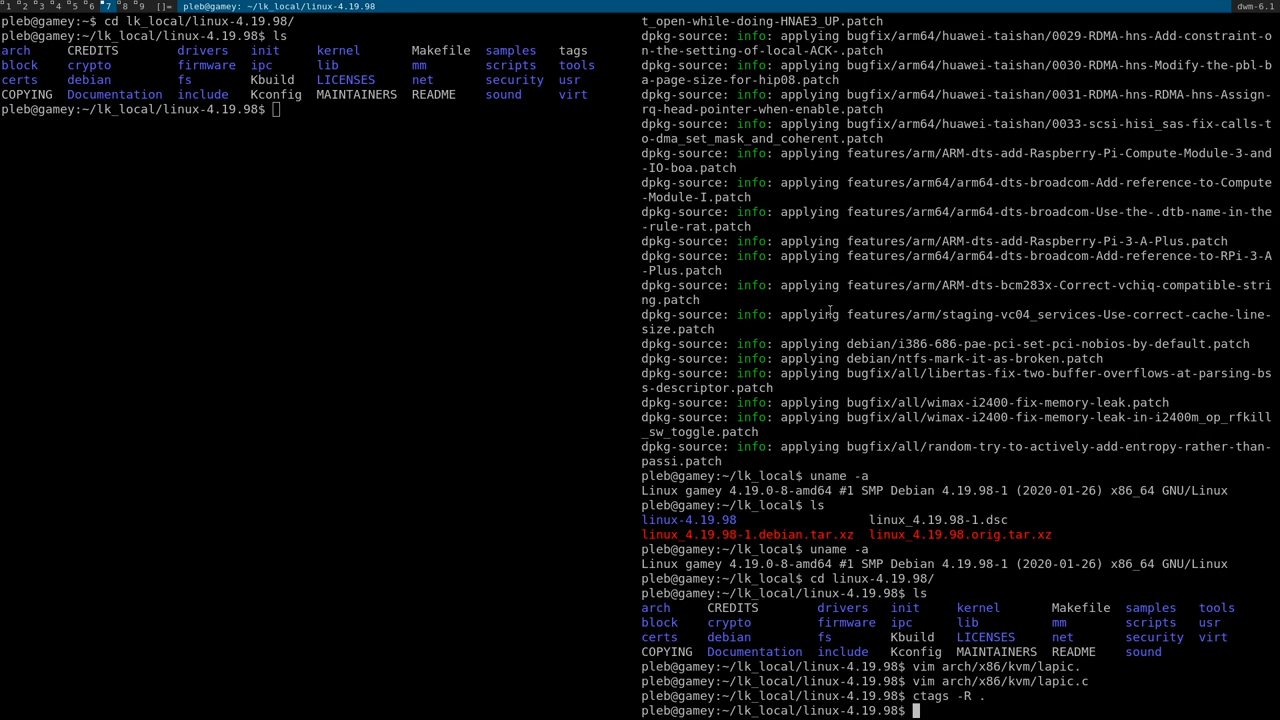 1 2 3 4 5 6 7 8 9 []= pleb@gamey: ~/lk_local/linux-4.19.98 dwm-6.1
pleb@gamey:~$ cd lk_local/linux-4.19.98/
pleb@gamey:~/lk_local/linux-4.19.98$ ls
arch CREDITS drivers init kernel Makefile samples tags
block crypto firmware ipc lib mm scripts tools
certs debian fs Kbuild LICENSES net security usr
COPYING Documentation include Kconfig MAINTAINERS README sound virt
pleb@gamey:~/lk_local/linux-4.19.98$
t_open-while-doing-HNAE3_UP.patch
dpkg-source: info: applying bugfix/arm64/huawei-taishan/0029-RDMA-hns-Add-constraint-o
n-the-setting-of-local-ACK-.patch
dpkg-source: info: applying bugfix/arm64/huawei-taishan/0030-RDMA-hns-Modify-the-pbl-b
a-page-size-for-hip08.patch
dpkg-source: info: applying bugfix/arm64/huawei-taishan/0031-RDMA-hns-RDMA-hns-Assign-
rq-head-pointer-when-enable.patch
dpkg-source: info: applying bugfix/arm64/huawei-taishan/0033-scsi-hisi_sas-fix-calls-t
o-dma_set_mask_and_coherent.patch
dpkg-source: info: applying features/arm/ARM-dts-add-Raspberry-Pi-Compute-Module-3-and
-IO-boa.patch
dpkg-source: info: applying features/arm64/arm64-dts-broadcom-Add-reference-to-Compute
-Module-I.patch
dpkg-source: info: applying features/arm64/arm64-dts-broadcom-Use-the-.dtb-name-in-the
-rule-rat.patch
dpkg-source: info: applying features/arm/ARM-dts-add-Raspberry-Pi-3-A-Plus.patch
dpkg-source: info: applying features/arm64/arm64-dts-broadcom-Add-reference-to-RPi-3-A
-Plus.patch
dpkg-source: info: applying features/arm/ARM-dts-bcm283x-Correct-vchiq-compatible-stri
ng.patch
dpkg-source: info: applying features/arm/staging-vc04_services-Use-correct-cache-line-
size.patch
dpkg-source: info: applying debian/i386-686-pae-pci-set-pci-nobios-by-default.patch
dpkg-source: info: applying debian/ntfs-mark-it-as-broken.patch
dpkg-source: info: applying bugfix/all/libertas-fix-two-buffer-overflows-at-parsing-bs
s-descriptor.patch
dpkg-source: info: applying bugfix/all/wimax-i2400-fix-memory-leak.patch
dpkg-source: info: applying bugfix/all/wimax-i2400-fix-memory-leak-in-i2400m_op_rfkill
_sw_toggle.patch
dpkg-source: info: applying bugfix/all/random-try-to-actively-add-entropy-rather-than-
passi.patch
pleb@gamey:~/lk_local$ uname -a
Linux gamey 4.19.0-8-amd64 #1 SMP Debian 4.19.98-1 (2020-01-26) x86_64 GNU/Linux
pleb@gamey:~/lk_local$ ls
linux-4.19.98 linux_4.19.98-1.dsc
linux_4.19.98-1.debian.tar.xz linux_4.19.98.orig.tar.xz
pleb@gamey:~/lk_local$ uname -a
Linux gamey 4.19.0-8-amd64 #1 SMP Debian 4.19.98-1 (2020-01-26) x86_64 GNU/Linux
pleb@gamey:~/lk_local$ cd linux-4.19.98/
pleb@gamey:~/lk_local/linux-4.19.98$ ls
arch CREDITS drivers init kernel Makefile samples tools
block crypto firmware ipc lib mm scripts usr
certs debian fs Kbuild LICENSES net security virt
COPYING Documentation include Kconfig MAINTAINERS README sound
pleb@gamey:~/lk_local/linux-4.19.98$ vim arch/x86/kvm/lapic.
pleb@gamey:~/lk_local/linux-4.19.98$ vim arch/x86/kvm/lapic.c
pleb@gamey:~/lk_local/linux-4.19.98$ ctags -R .
pleb@gamey:~/lk_local/linux-4.19.98$